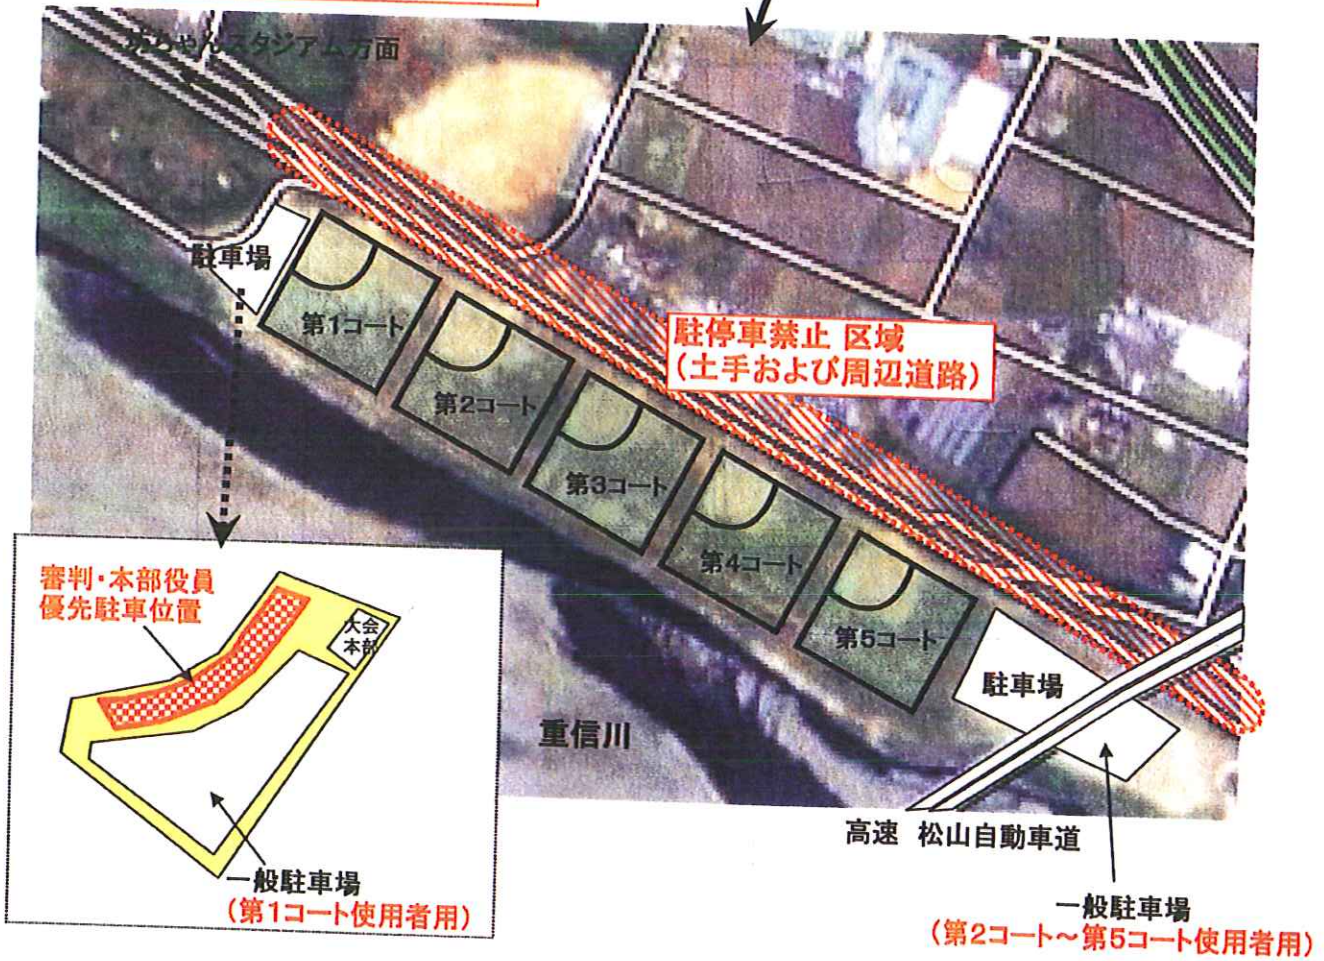 坊ちゃんスタジアム方面
駐車場
第1コート
第2コート
第3コート
第4コート
第5コート
駐停車禁止 区域
(土手および周辺道路)
駐車場
重信川
高速 松山自動車道
審判・本部役員
優先駐車位置
大会
本部
一般駐車場
(第1コート使用者用)
一般駐車場
(第2コート～第5コート使用者用)